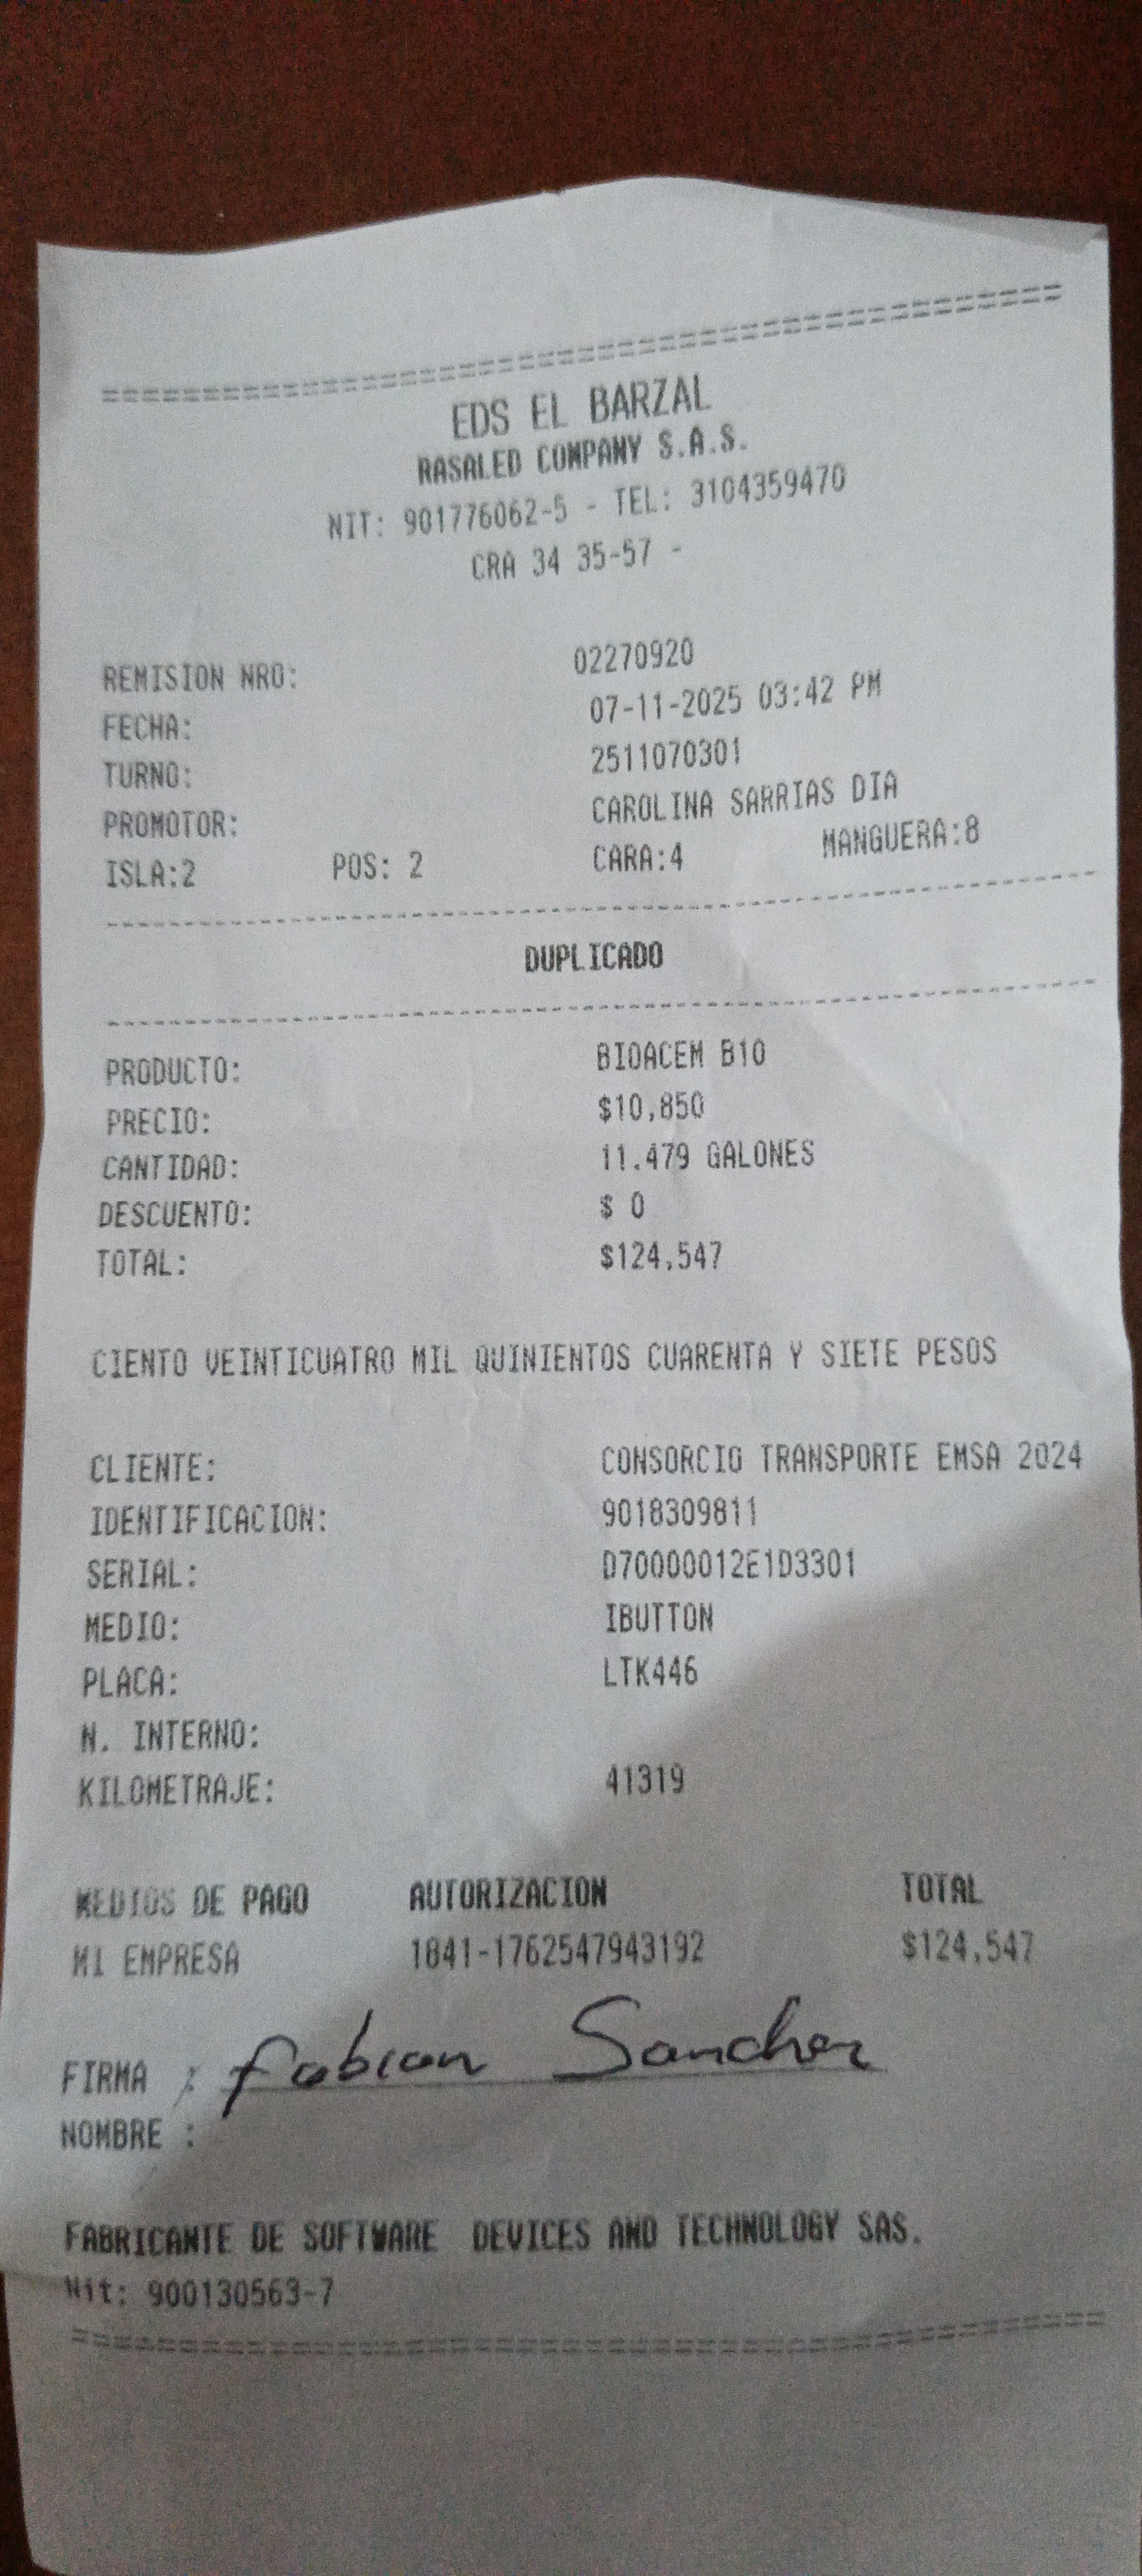 EDS EL BARZAL
RASALED COMPANY S.A.S.
NIT: 901776062-5 - TEL: 3104359470
CRA 34 35-57 -
REMISION NRO: 02270920
FECHA: 07-11-2025 03:42 PM
TURNO: 2511070301
PROMOTOR: CAROLINA SARRIAS DIA
ISLA:2 POS: 2 CARA:4 MANGUERA:8
DUPLICADO
PRODUCTO: BIOACEM B10
PRECIO: $10,850
CANTIDAD: 11.479 GALONES
DESCUENTO: $ 0
TOTAL: $124,547
CIENTO VEINTICUATRO MIL QUINIENTOS CUARENTA Y SIETE PESOS
CLIENTE: CONSORCIO TRANSPORTE EMSA 2024
IDENTIFICACION: 9018309811
SERIAL: D70000012E1D3301
MEDIO: IBUTTON
PLACA: LTK446
N. INTERNO:
KILOMETRAJE: 41319
MEDIOS DE PAGO AUTORIZACION TOTAL
MI EMPRESA 1841-1762547943192 $124,547
FIRMA : Fabian Sanchez
NOMBRE :
FABRICANTE DE SOFTWARE DEVICES AND TECHNOLOGY SAS.
Nit: 900130563-7